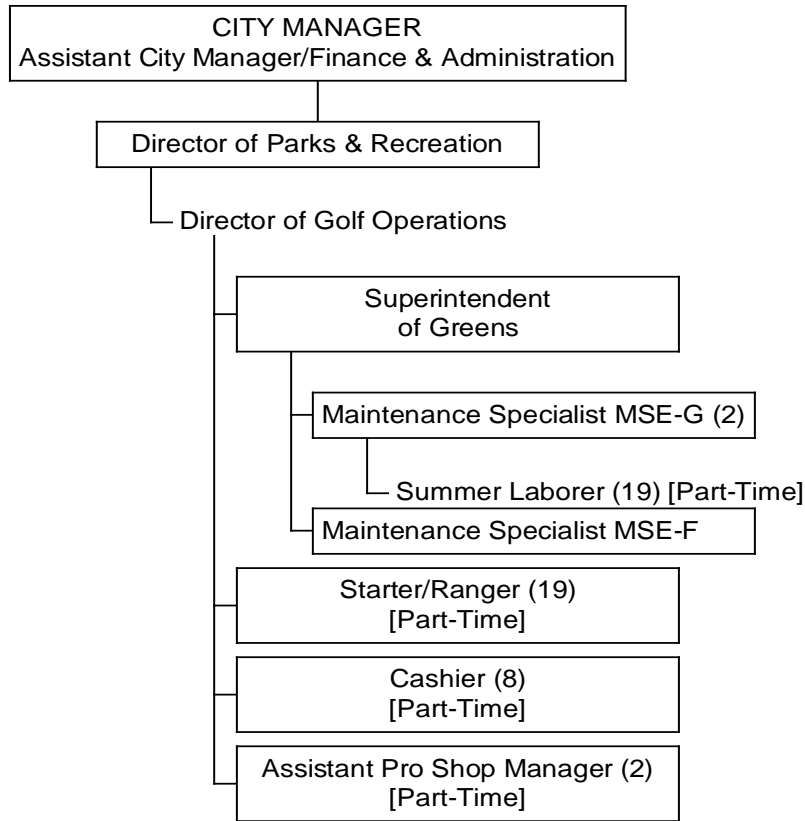 CITY MANAGER
Assistant City Manager/Finance & Administration
Director of Parks & Recreation
Director of Golf Operations
Superintendent
of Greens
Maintenance Specialist MSE-G (2)
Summer Laborer (19) [Part-Time]
Maintenance Specialist MSE-F
Starter/Ranger (19)
[Part-Time]
Cashier (8)
[Part-Time]
Assistant Pro Shop Manager (2)
[Part-Time]